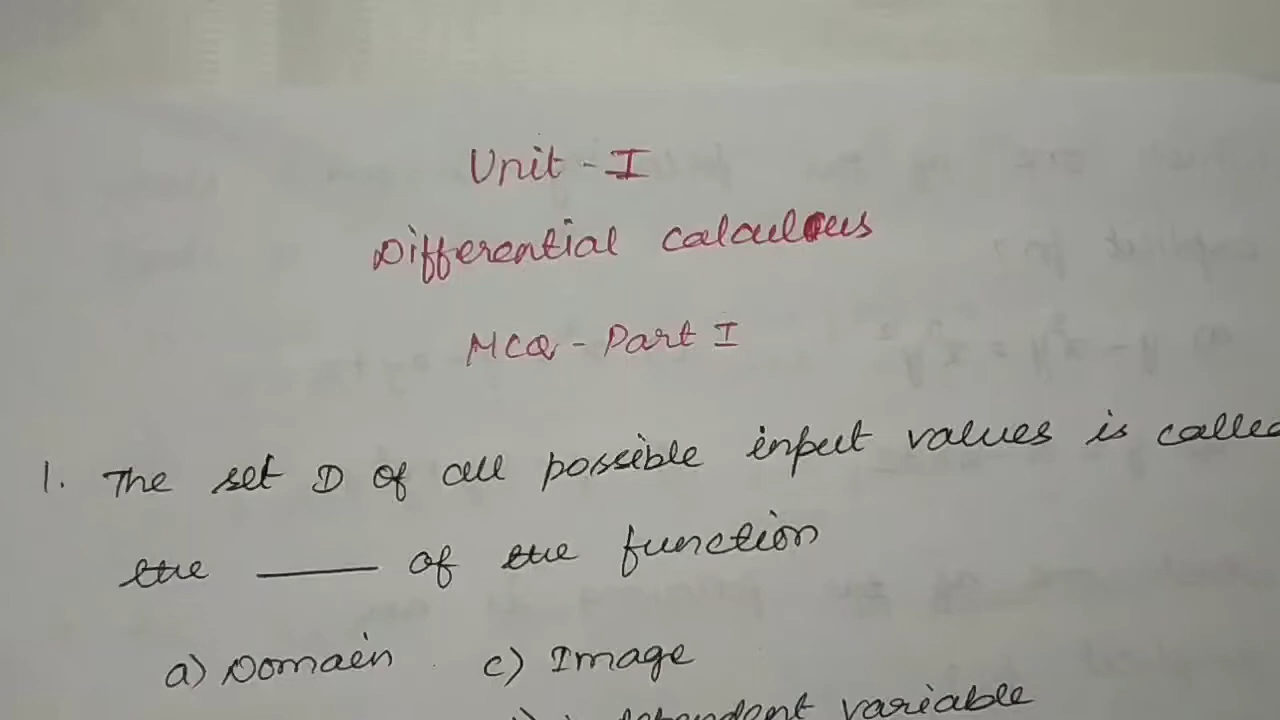 Unit - I
Differential calculus
MCQ - Part I
1. The set D of all possible input values is called
the ____ of the function
a) Domain c) Image
variable